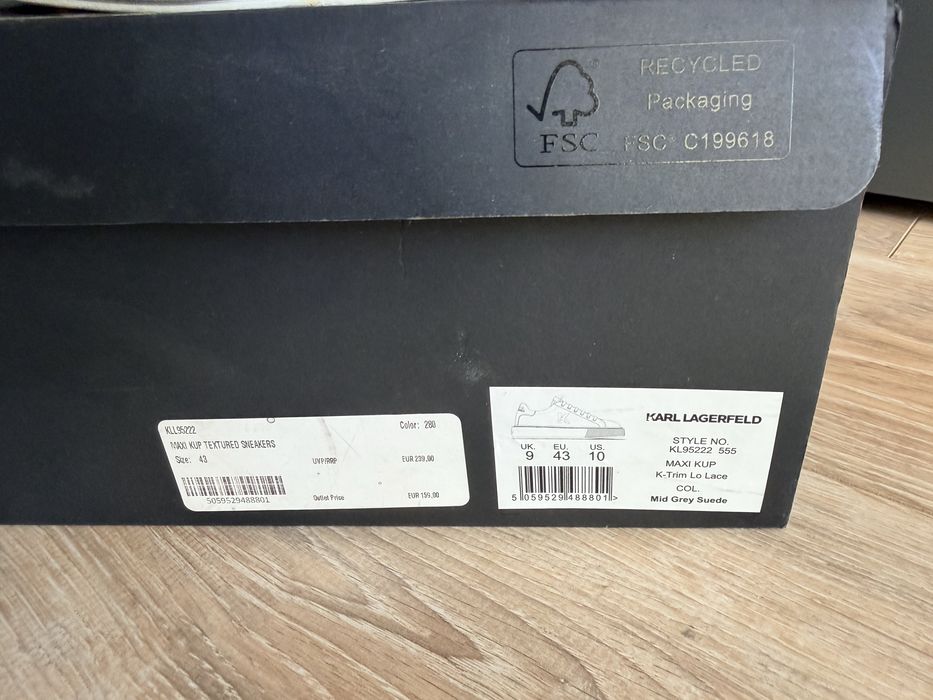 RECYCLED
Packaging
FSC
FSC® C199618
KLL95222
Color: 280
MAXI KUP TEXTURED SNEAKERS
Size: 43
UVP/RRP
EUR 239,00
5059529488801
Outlet Price
EUR 159,00
KARL LAGERFELD
UK. EU. US.
9 43 10
STYLE NO.
KL95222 555
MAXI KUP
K-Trim Lo Lace
COL.
Mid Grey Suede
5 059529 488801 >